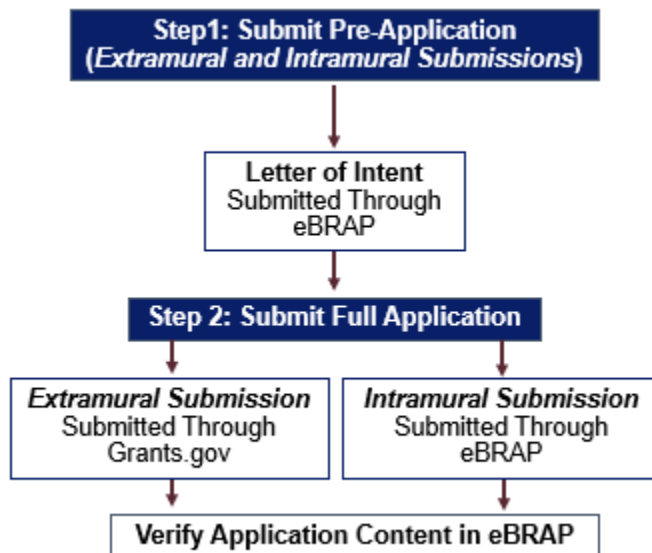 Step1: Submit Pre-Application
(Extramural and Intramural Submissions)
Letter of Intent
Submitted Through
eBRAP
Step 2: Submit Full Application
Extramural Submission
Submitted Through
Grants.gov
Intramural Submission
Submitted Through
eBRAP
Verify Application Content in eBRAP